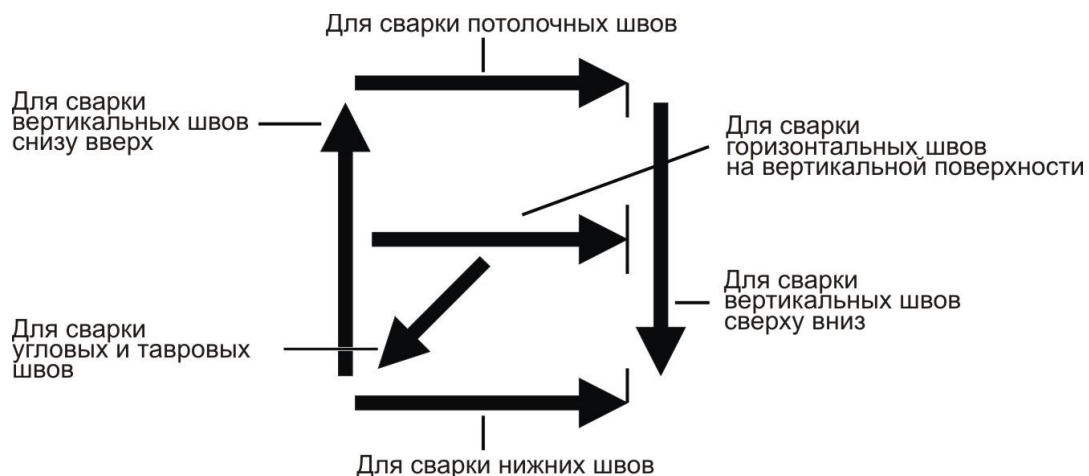 Для сварки потолочных швов
Для сварки
вертикальных швов
снизу вверх
Для сварки
горизонтальных швов
на вертикальной поверхности
Для сварки
вертикальных швов
сверху вниз
Для сварки
угловых и тавровых
швов
Для сварки нижних швов